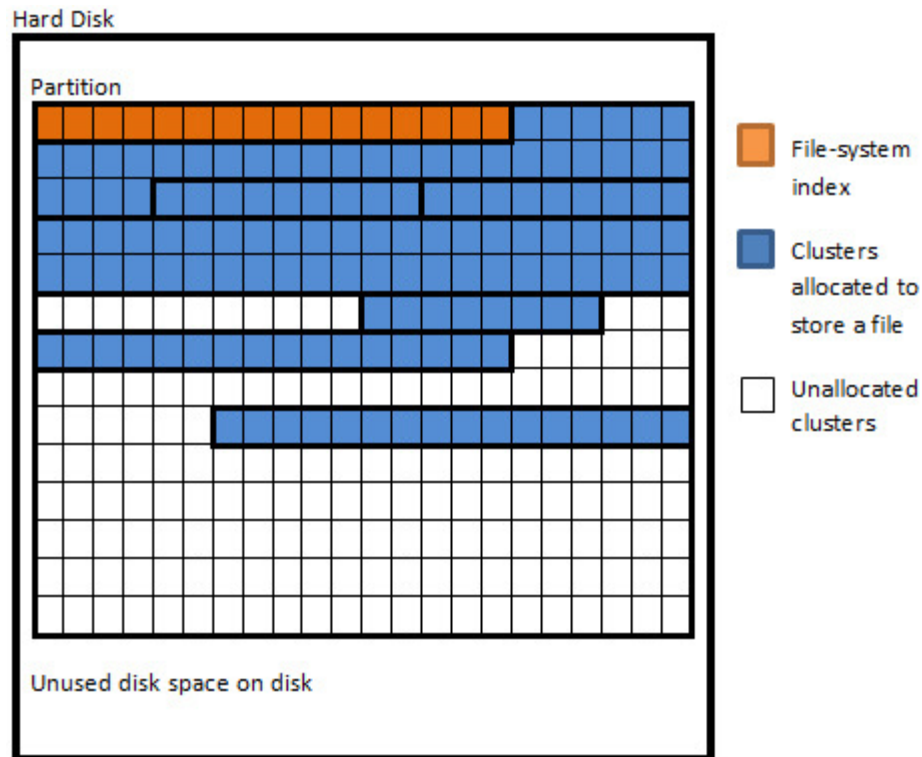 Hard Disk
Partition
File-system
index
Clusters
allocated to
store a file
Unallocated
clusters
Unused disk space on disk